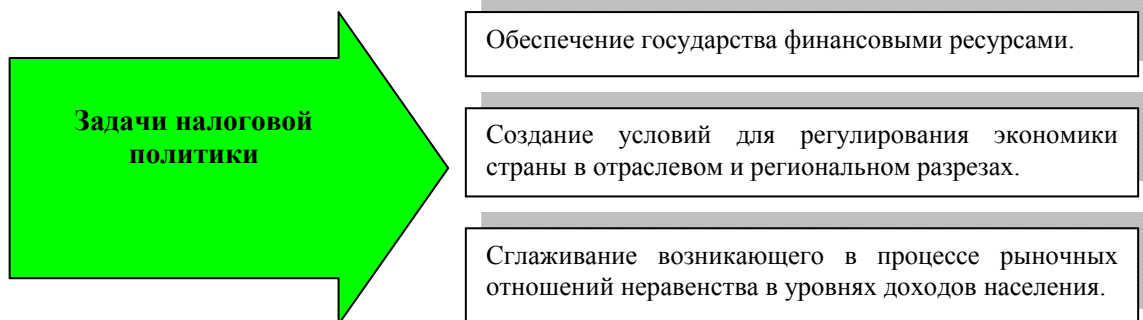 Задачи налоговой
политики
Обеспечение государства финансовыми ресурсами.
Создание условий для регулирования экономики
страны в отраслевом и региональном разрезах.
Сглаживание возникающего в процессе рыночных
отношений неравенства в уровнях доходов населения.